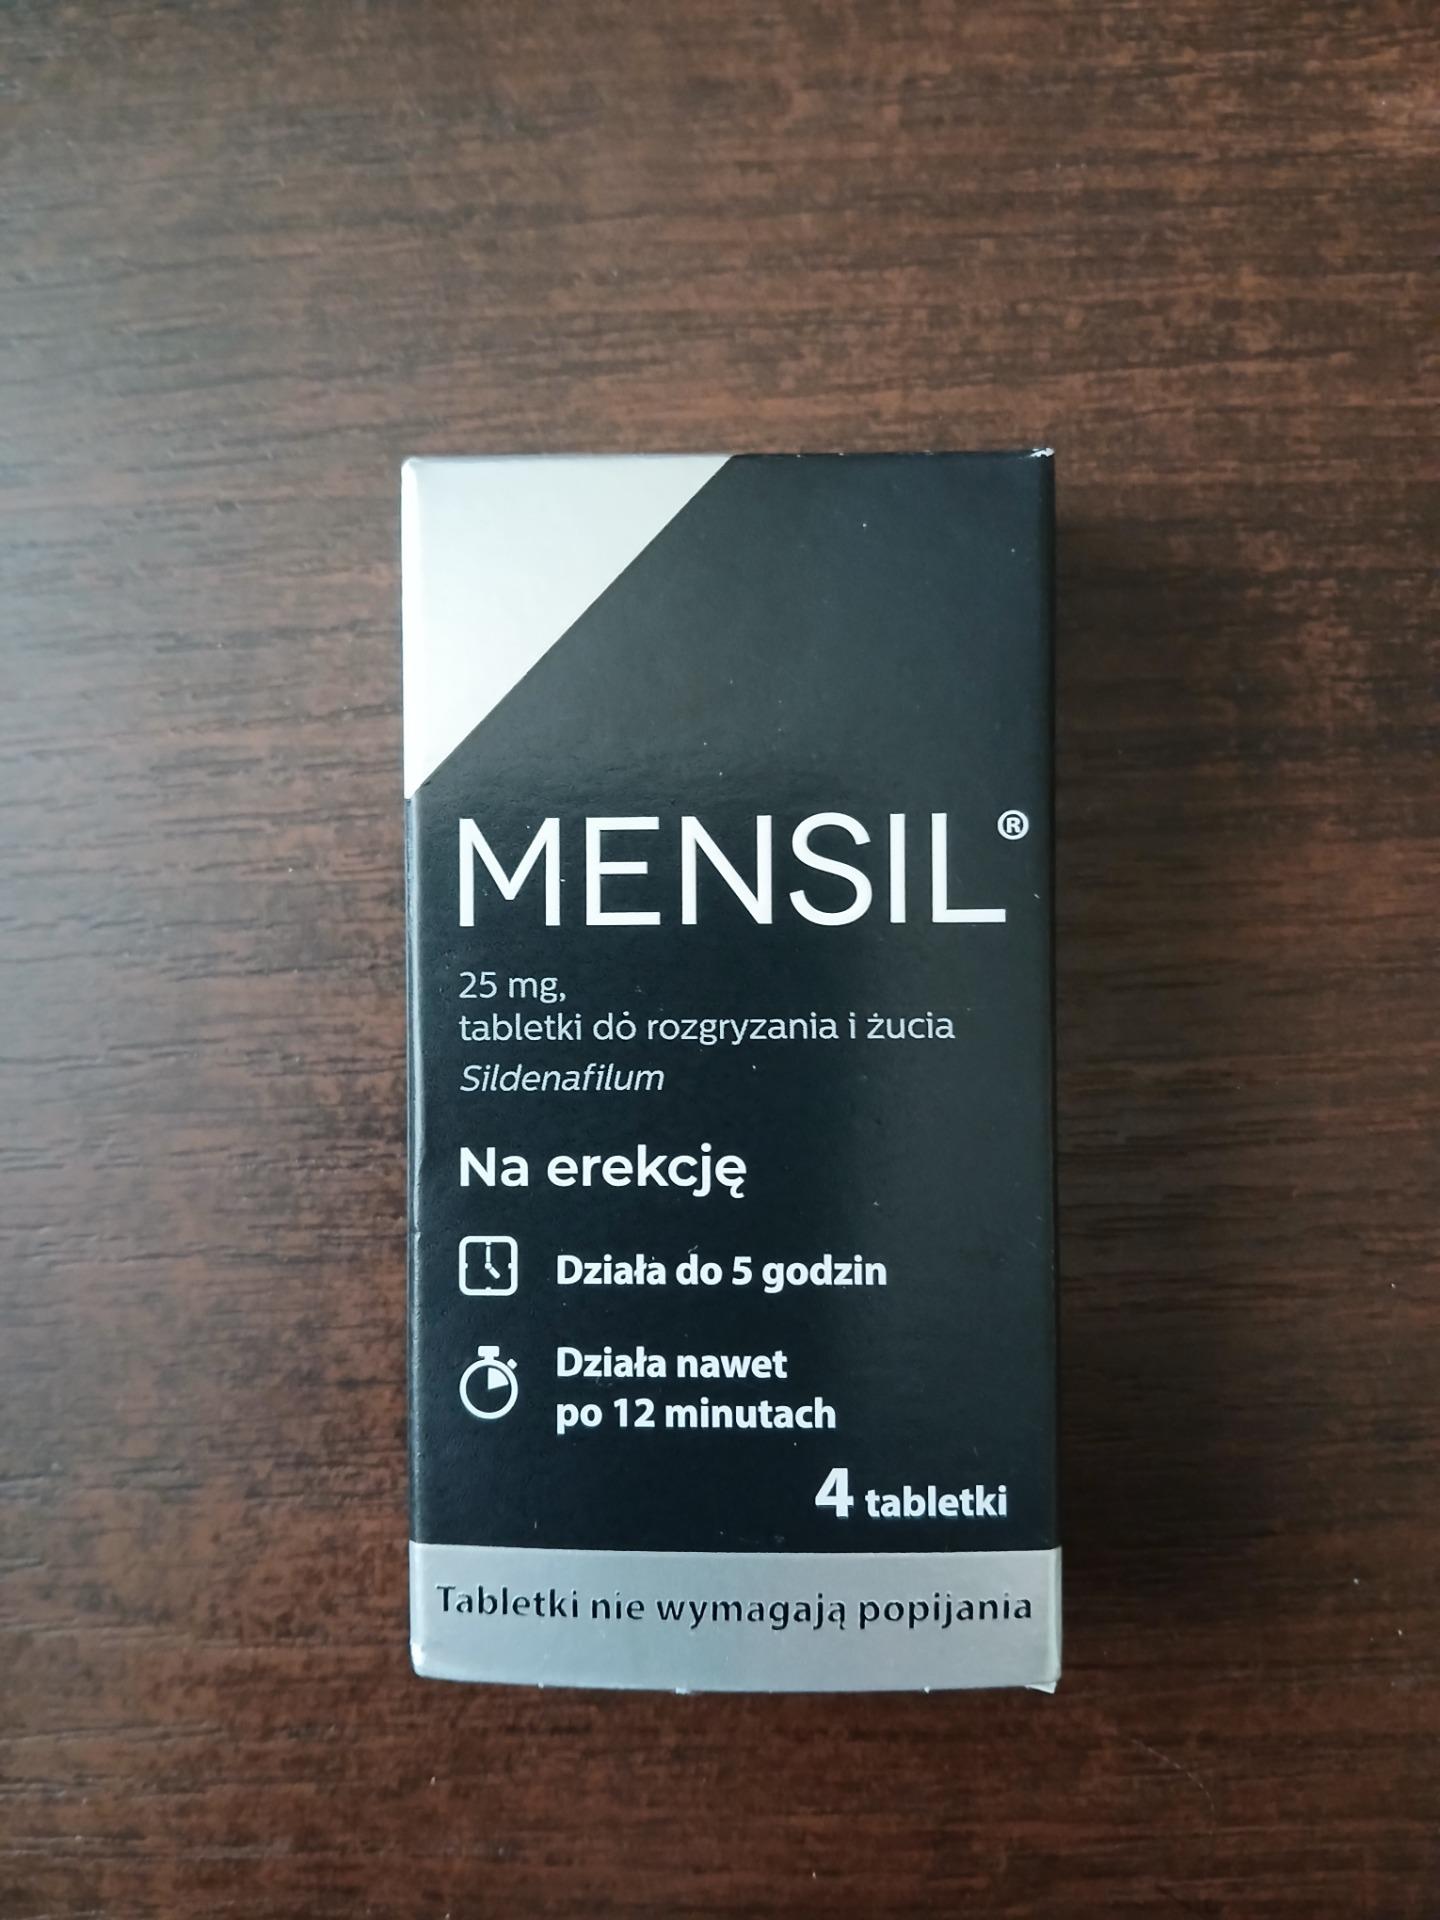 MENSIL®
25 mg,
tabletki do rozgryzania i żucia
Sildenafilum
Na erekcję
Działa do 5 godzin
Działa nawet
po 12 minutach
4 tabletki
Tabletki nie wymagają popijania